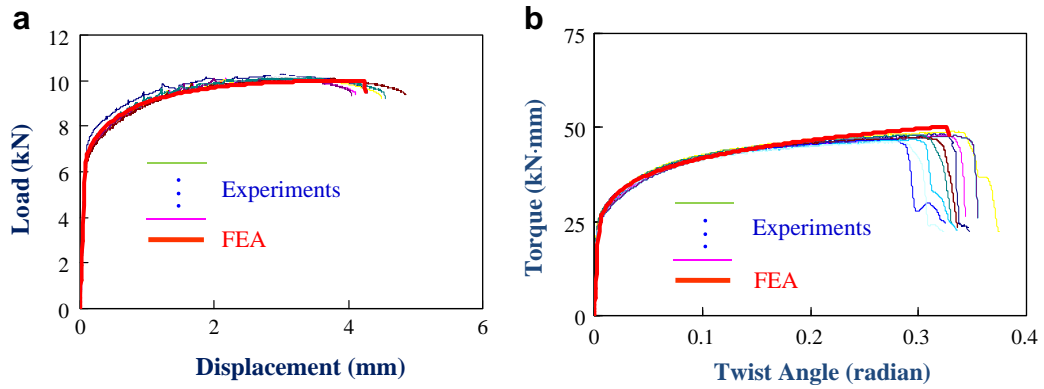 a
12
10
8
6
4
2
0
Load (kN)
Experiments
FEA
0
2
4
6
Displacement (mm)
b
75
50
25
0
Torque (kN·mm)
Experiments
FEA
0
0.1
0.2
0.3
0.4
Twist Angle (radian)